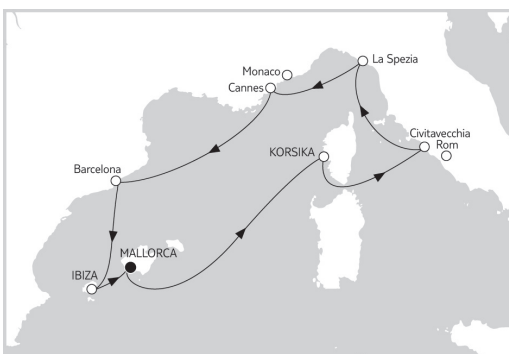 La Spezia
Monaco
Cannes
Civitavecchia
Rom
KORSIKA
Barcelona
MALLORCA
IBIZA